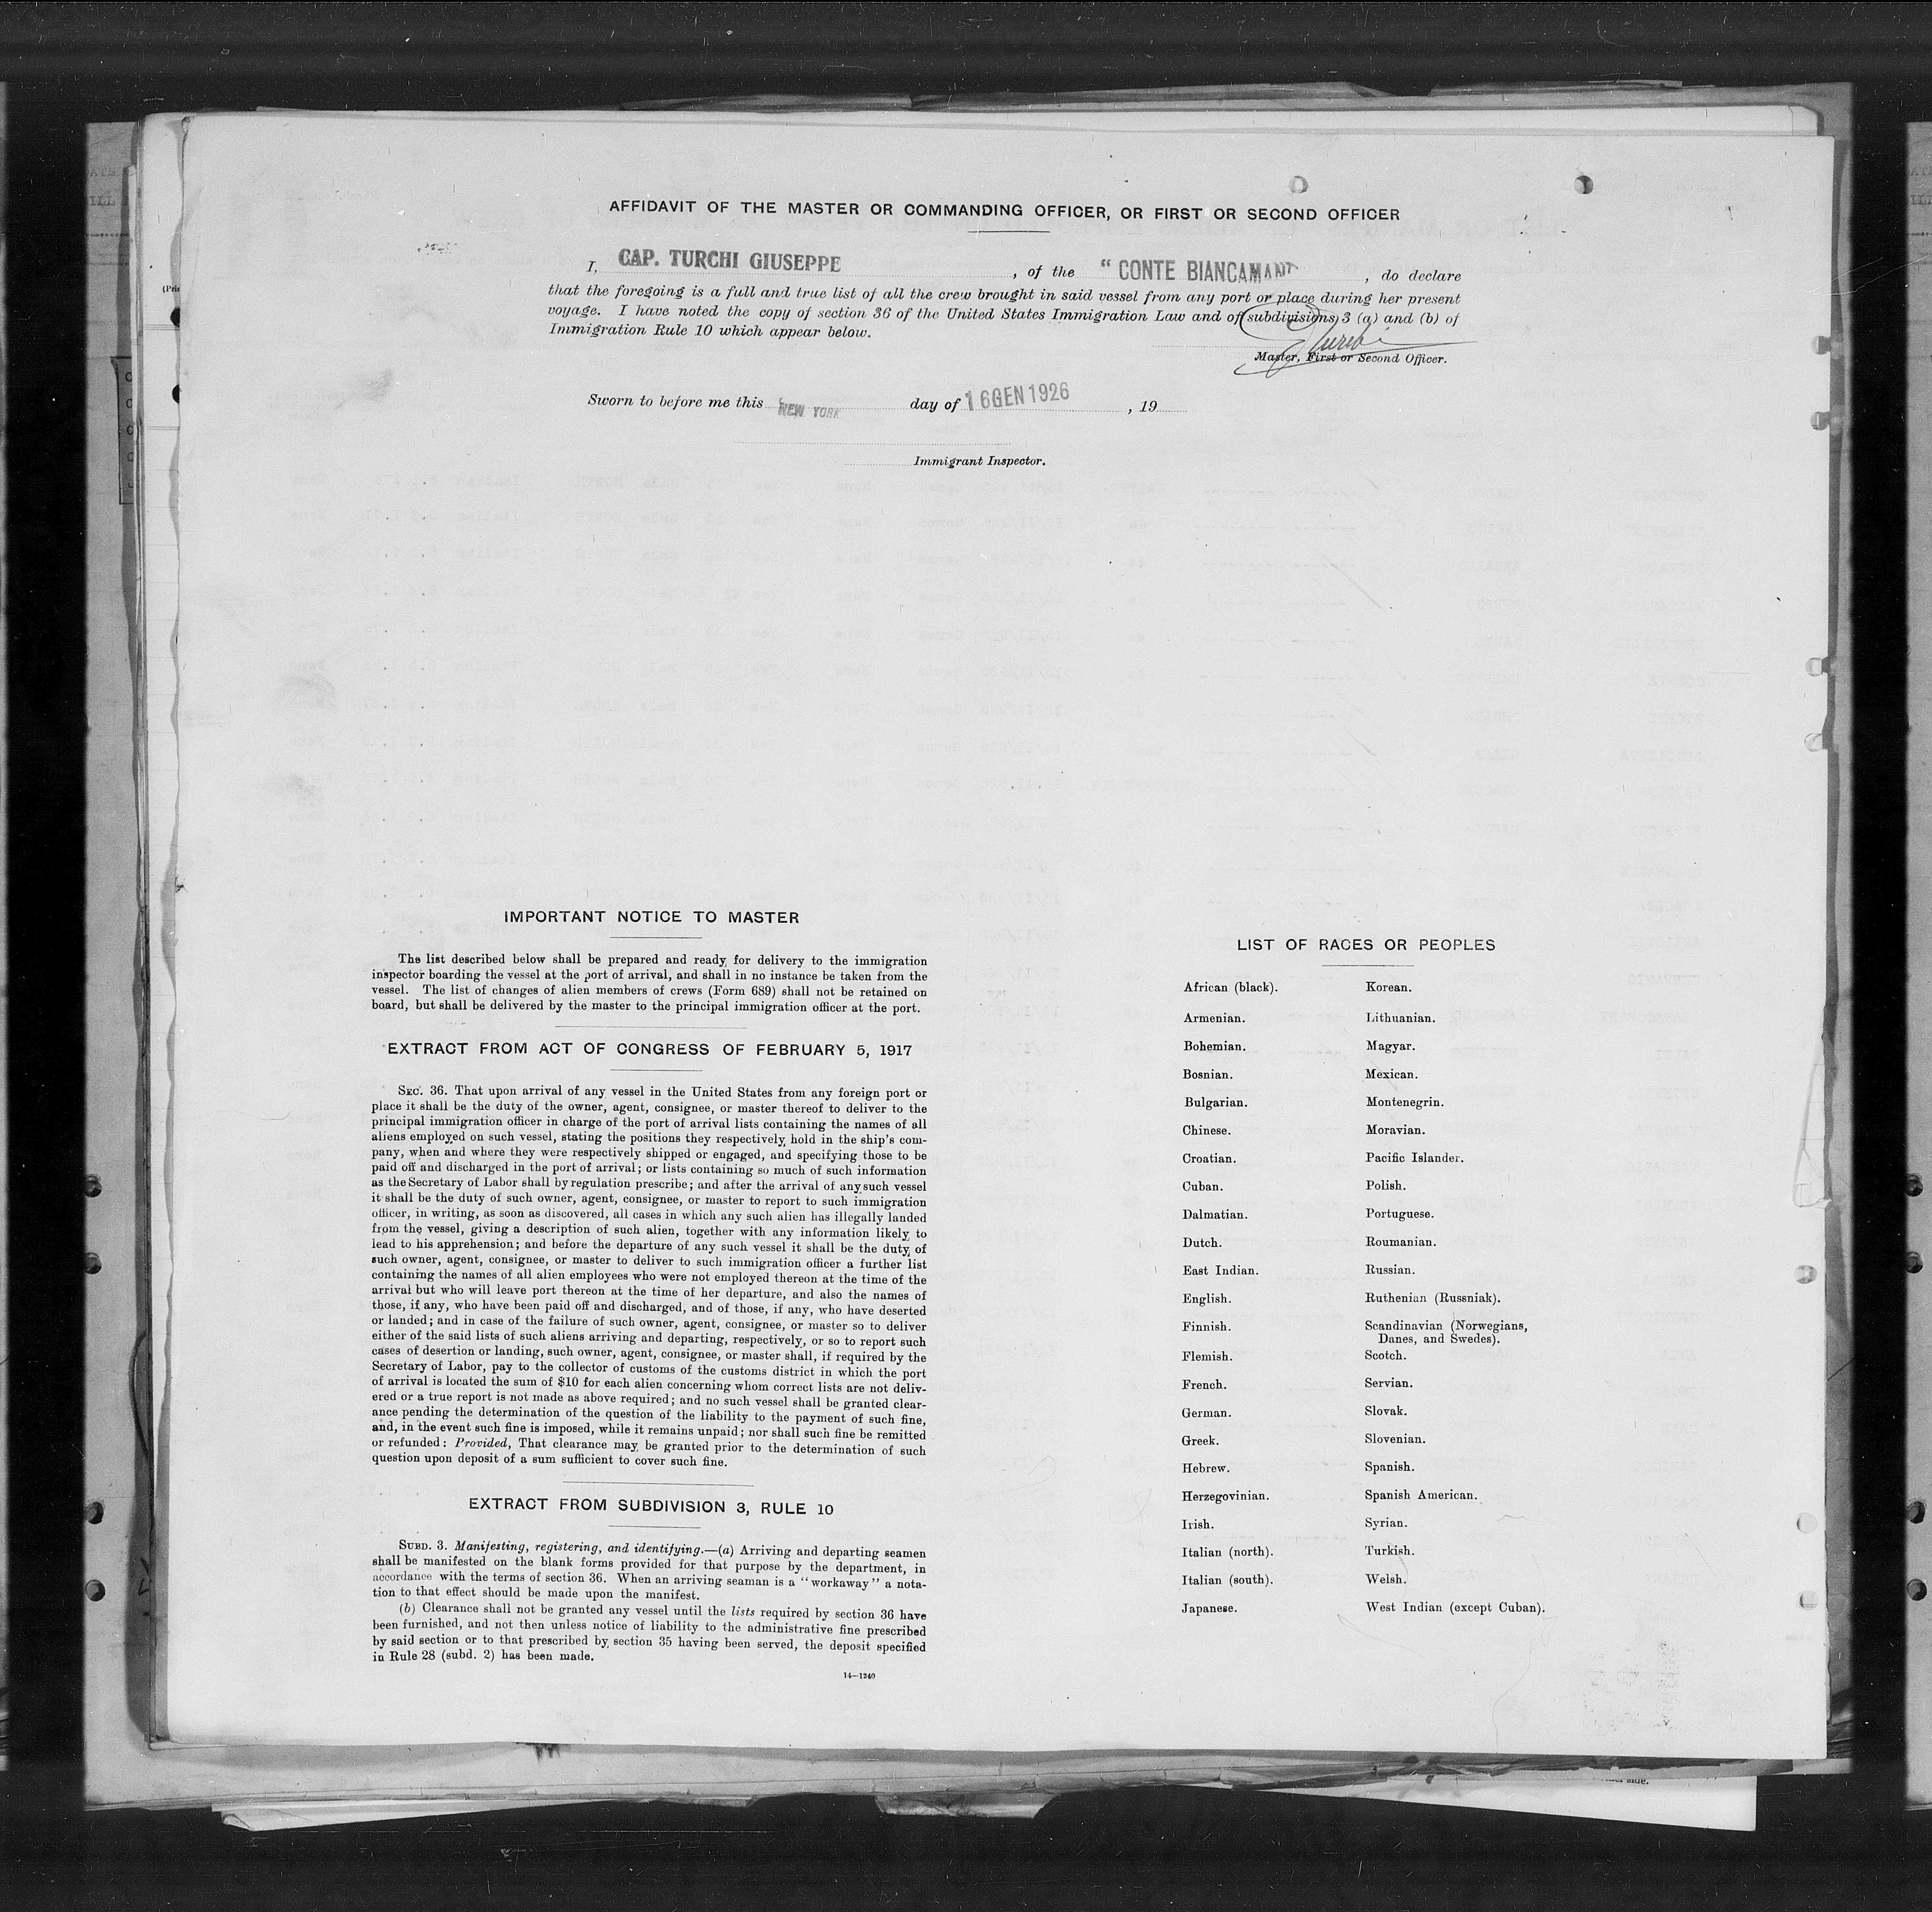 AFFIDAVIT OF THE MASTER OR COMMANDING OFFICER, OR FIRST OR SECOND OFFICER
I, CAP. TURCHI GIUSEPPE, of the "CONTE BIANCAMANO, do declare
that the foregoing is a full and true list of all the crew brought in said vessel from any port or place during her present
voyage. I have noted the copy of section 36 of the United States Immigration Law and of subdivisions 3 (a) and (b) of
Immigration Rule 10 which appear below.
Turchi
Master, First or Second Officer.
Sworn to before me this NEW YORK day of 16 GEN 1926, 19
Immigrant Inspector.
IMPORTANT NOTICE TO MASTER
The list described below shall be prepared and ready for delivery to the immigration
inspector boarding the vessel at the port of arrival, and shall in no instance be taken from the
vessel. The list of changes of alien members of crews (Form 689) shall not be retained on
board, but shall be delivered by the master to the principal immigration officer at the port.
EXTRACT FROM ACT OF CONGRESS OF FEBRUARY 5, 1917
SEC. 36. That upon arrival of any vessel in the United States from any foreign port or
place it shall be the duty of the owner, agent, consignee, or master thereof to deliver to the
principal immigration officer in charge of the port of arrival lists containing the names of all
aliens employed on such vessel, stating the positions they respectively hold in the ship's com-
pany, when and where they were respectively shipped or engaged, and specifying those to be
paid off and discharged in the port of arrival; or lists containing so much of such information
as the Secretary of Labor shall by regulation prescribe; and after the arrival of any such vessel
it shall be the duty of such owner, agent, consignee, or master to report to such immigration
officer, in writing, as soon as discovered, all cases in which any such alien has illegally landed
from the vessel, giving a description of such alien, together with any information likely to
lead to his apprehension; and before the departure of any such vessel it shall be the duty of
such owner, agent, consignee, or master to deliver to such immigration officer a further list
containing the names of all alien employees who were not employed thereon at the time of the
arrival but who will leave port thereon at the time of her departure, and also the names of
those, if any, who have been paid off and discharged, and of those, if any, who have deserted
or landed; and in case of the failure of such owner, agent, consignee, or master so to deliver
either of the said lists of such aliens arriving and departing, respectively, or so to report such
cases of desertion or landing, such owner, agent, consignee, or master shall, if required by the
Secretary of Labor, pay to the collector of customs of the customs district in which the port
of arrival is located the sum of $10 for each alien concerning whom correct lists are not deliv-
ered or a true report is not made as above required; and no such vessel shall be granted clear-
ance pending the determination of the question of the liability to the payment of such fine,
and, in the event such fine is imposed, while it remains unpaid; nor shall such fine be remitted
or refunded: Provided, That clearance may be granted prior to the determination of such
question upon deposit of a sum sufficient to cover such fine.
EXTRACT FROM SUBDIVISION 3, RULE 10
SUBD. 3. Manifesting, registering, and identifying.—(a) Arriving and departing seamen
shall be manifested on the blank forms provided for that purpose by the department, in
accordance with the terms of section 36. When an arriving seaman is a "workaway" a nota-
tion to that effect should be made upon the manifest.
(b) Clearance shall not be granted any vessel until the lists required by section 36 have
been furnished, and not then unless notice of liability to the administrative fine prescribed
by said section or to that prescribed by section 35 having been served, the deposit specified
in Rule 28 (subd. 2) has been made.
14—1240
LIST OF RACES OR PEOPLES
African (black).
Armenian.
Bohemian.
Bosnian.
Bulgarian.
Chinese.
Croatian.
Cuban.
Dalmatian.
Dutch.
East Indian.
English.
Finnish.
Flemish.
French.
German.
Greek.
Hebrew.
Herzegovinian.
Irish.
Italian (north).
Italian (south).
Japanese.
Korean.
Lithuanian.
Magyar.
Mexican.
Montenegrin.
Moravian.
Pacific Islander.
Polish.
Portuguese.
Roumanian.
Russian.
Ruthenian (Russniak).
Scandinavian (Norwegians,
Danes, and Swedes).
Scotch.
Servian.
Slovak.
Slovenian.
Spanish.
Spanish American.
Syrian.
Turkish.
Welsh.
West Indian (except Cuban).